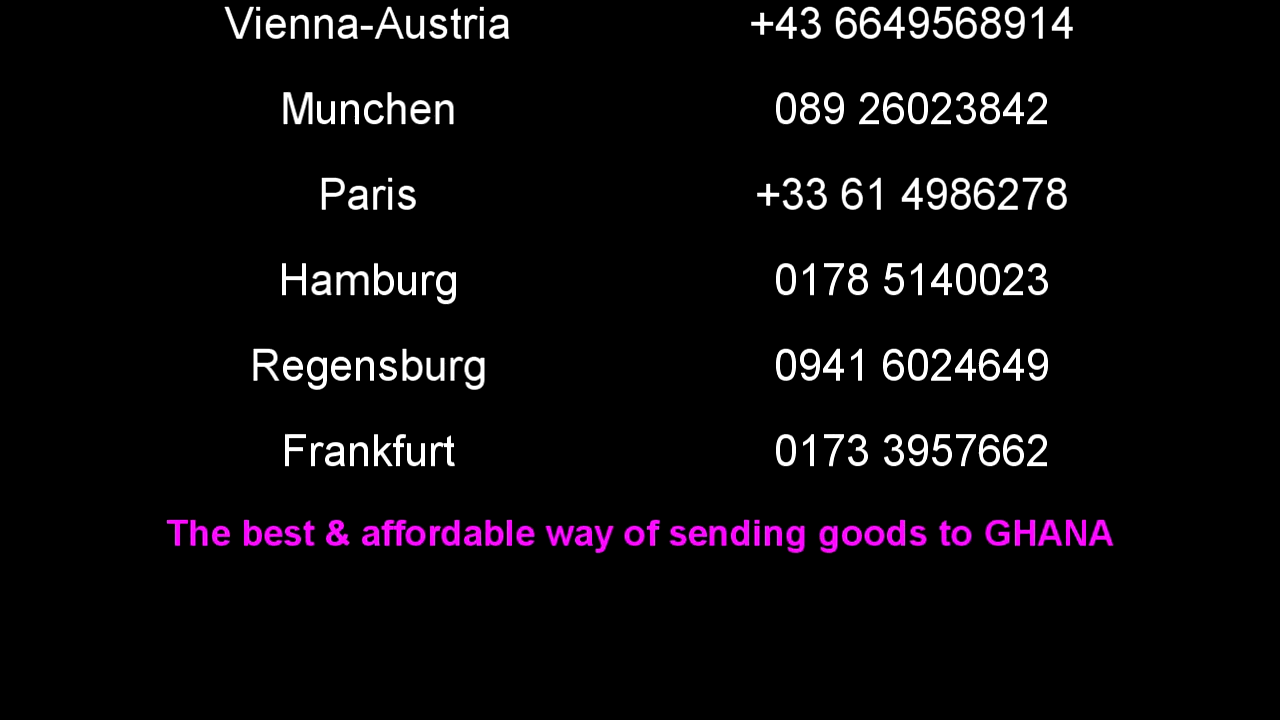 Vienna-Austria +43 6649568914
Munchen 089 26023842
Paris +33 61 4986278
Hamburg 0178 5140023
Regensburg 0941 6024649
Frankfurt 0173 3957662
The best & affordable way of sending goods to GHANA